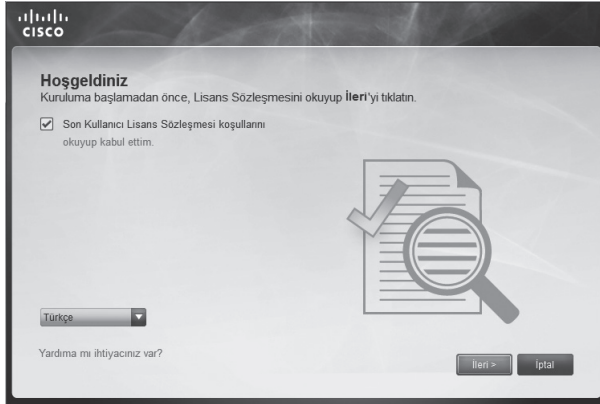 CISCO
Hoşgeldiniz
Kuruluma başlamadan önce, Lisans Sözleşmesini okuyup İleri'yi tıklatın.
Son Kullanıcı Lisans Sözleşmesi koşullarını
okuyup kabul ettim.
Türkçe
Yardıma mı ihtiyacınız var?
İleri > İptal